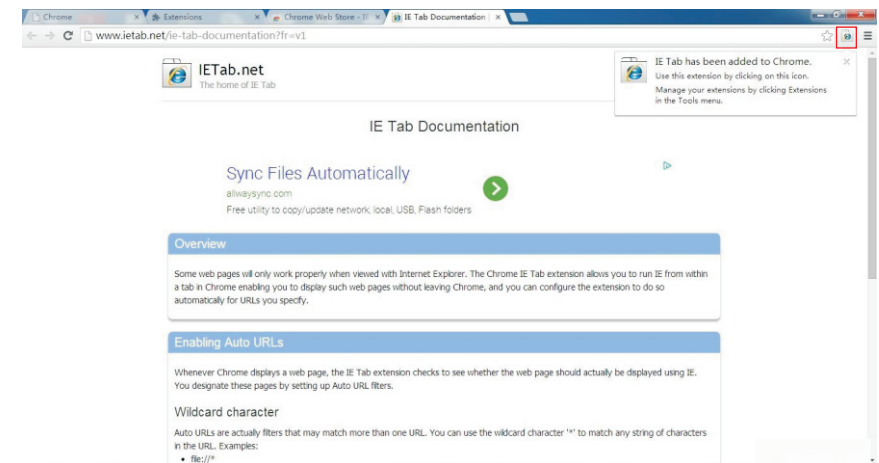 Chrome
Extensions
Chrome Web Store - IE
IE Tab Documentation
www.ietab.net/ie-tab-documentation?fr=v1
IETab.net
The home of IE Tab
IE Tab has been added to Chrome.
Use this extension by clicking on this icon.
Manage your extensions by clicking Extensions
in the Tools menu.
IE Tab Documentation
Sync Files Automatically
allwaysync.com
Free utility to copy/update network, local, USB, Flash folders
Overview
Some web pages will only work properly when viewed with Internet Explorer. The Chrome IE Tab extension allows you to run IE from within
a tab in Chrome enabling you to display such web pages without leaving Chrome, and you can configure the extension to do so
automatically for URLs you specify.
Enabling Auto URLs
Whenever Chrome displays a web page, the IE Tab extension checks to see whether the web page should actually be displayed using IE.
You designate these pages by setting up Auto URL filters.
Wildcard character
Auto URLs are actually filters that may match more than one URL. You can use the wildcard character '*' to match any string of characters
in the URL. Examples:
• file://*